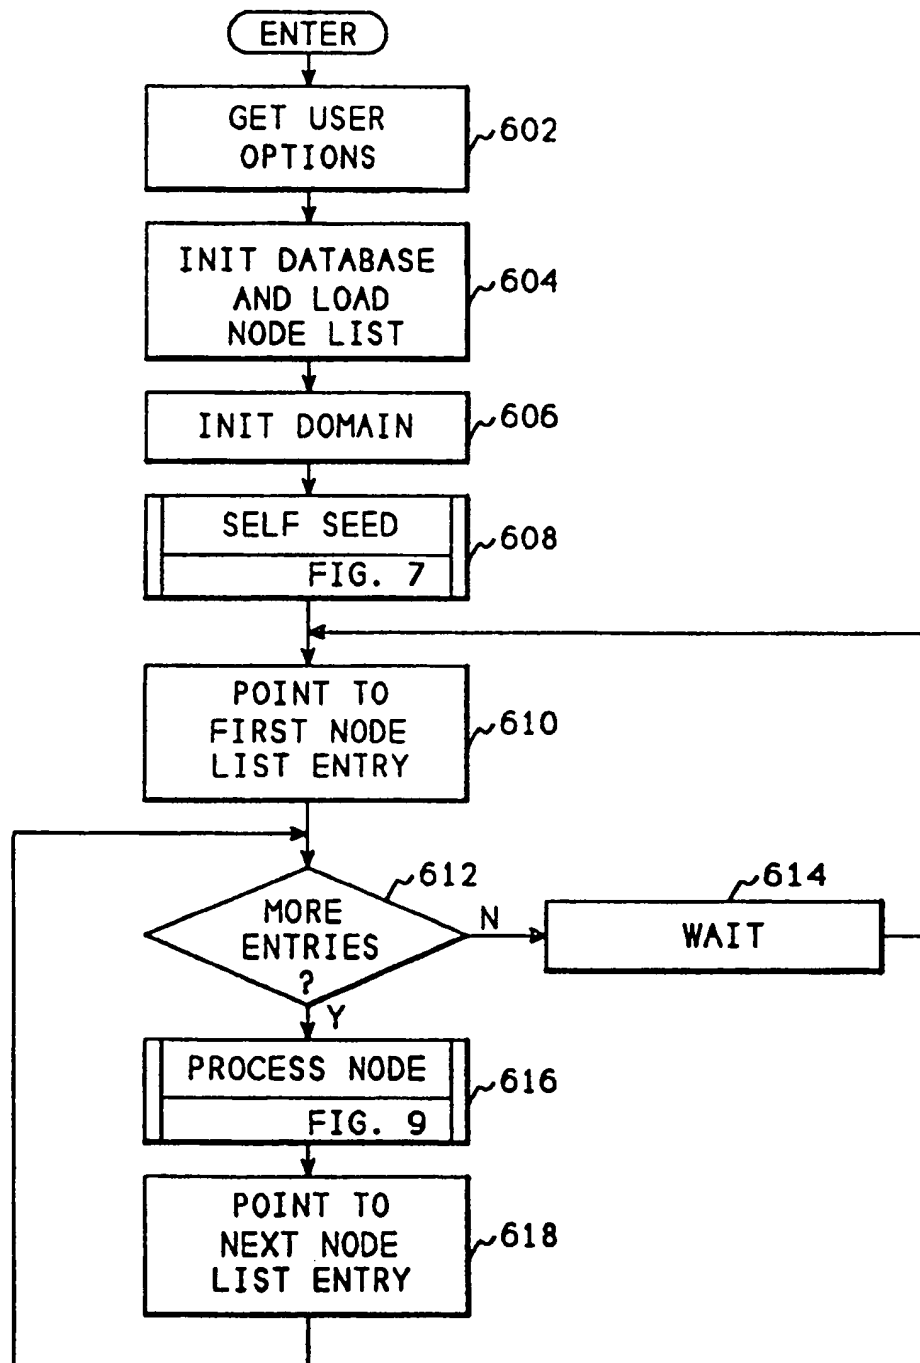 ENTER
GET USER
OPTIONS
602
INIT DATABASE
AND LOAD
NODE LIST
604
INIT DOMAIN
606
SELF SEED
FIG. 7
608
POINT TO
FIRST NODE
LIST ENTRY
610
612
MORE
ENTRIES
?
N
Y
614
WAIT
PROCESS NODE
FIG. 9
616
POINT TO
NEXT NODE
LIST ENTRY
618